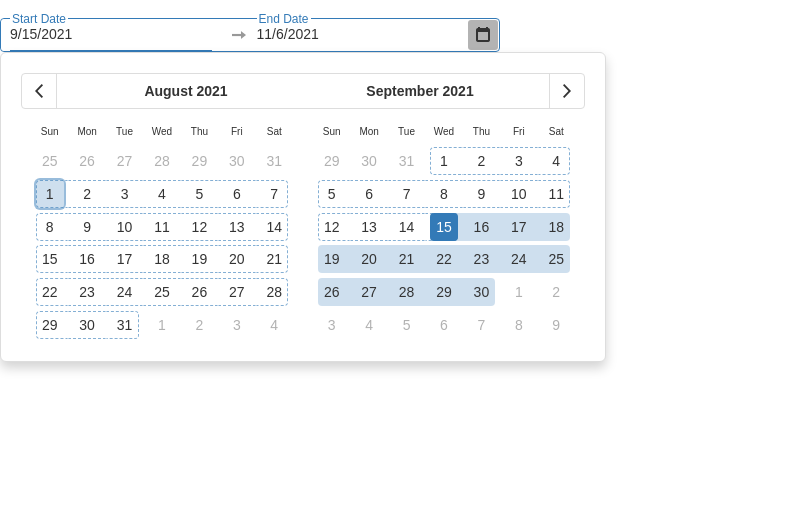 Start Date
End Date
9/15/2021
11/6/2021
August 2021
September 2021
Sun Mon Tue Wed Thu Fri Sat
25 26 27 28 29 30 31
1 2 3 4 5 6 7
8 9 10 11 12 13 14
15 16 17 18 19 20 21
22 23 24 25 26 27 28
29 30 31 1 2 3 4
Sun Mon Tue Wed Thu Fri Sat
29 30 31 1 2 3 4
5 6 7 8 9 10 11
12 13 14 15 16 17 18
19 20 21 22 23 24 25
26 27 28 29 30 1 2
3 4 5 6 7 8 9